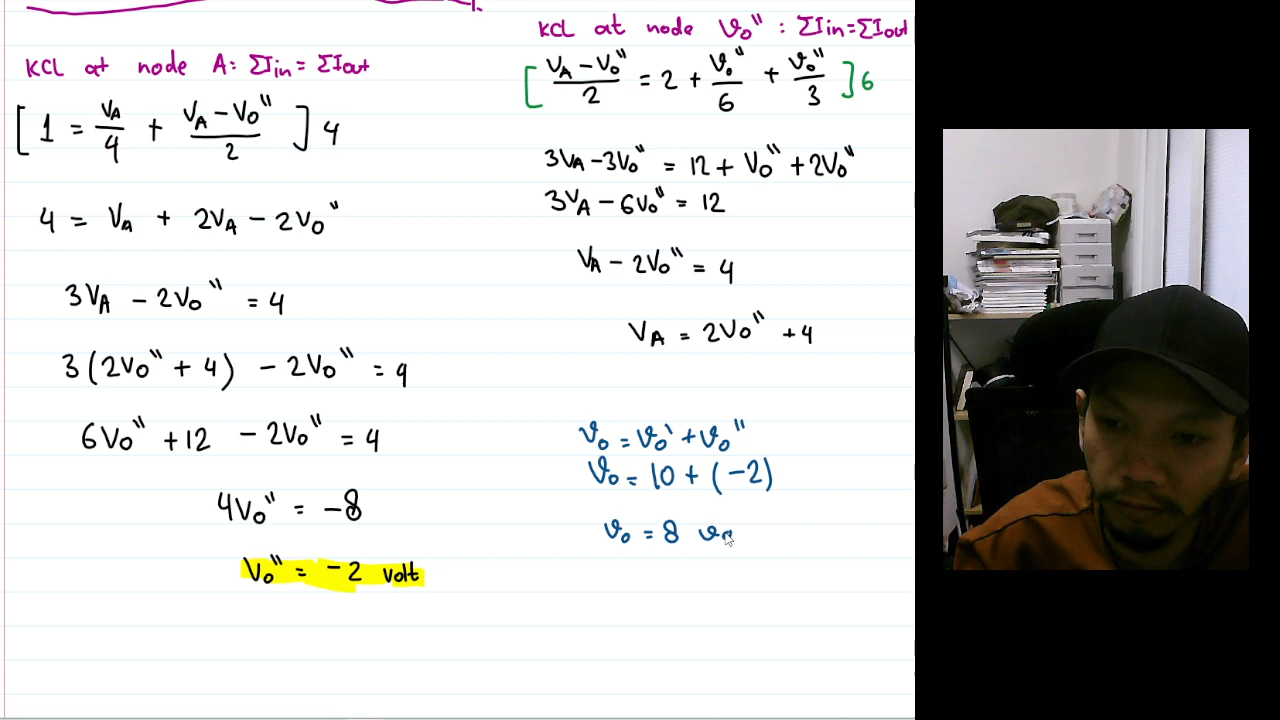 KCL at node A: ΣIin = ΣIout
[ 1 = VA/4 + (VA - Vo")/2 ] 4
4 = VA + 2VA - 2Vo"
3VA - 2Vo" = 4
3(2Vo" + 4) - 2Vo" = 4
6Vo" + 12 - 2Vo" = 4
4Vo" = -8
Vo" = -2 volt
KCL at node Vo" : ΣIin = ΣIout
[ (VA - Vo")/2 = 2 + Vo"/6 + Vo"/3 ] 6
3VA - 3Vo" = 12 + Vo" + 2Vo"
3VA - 6Vo" = 12
VA - 2Vo" = 4
VA = 2Vo" + 4
Vo = Vo' + Vo"
Vo = 10 + (-2)
Vo = 8